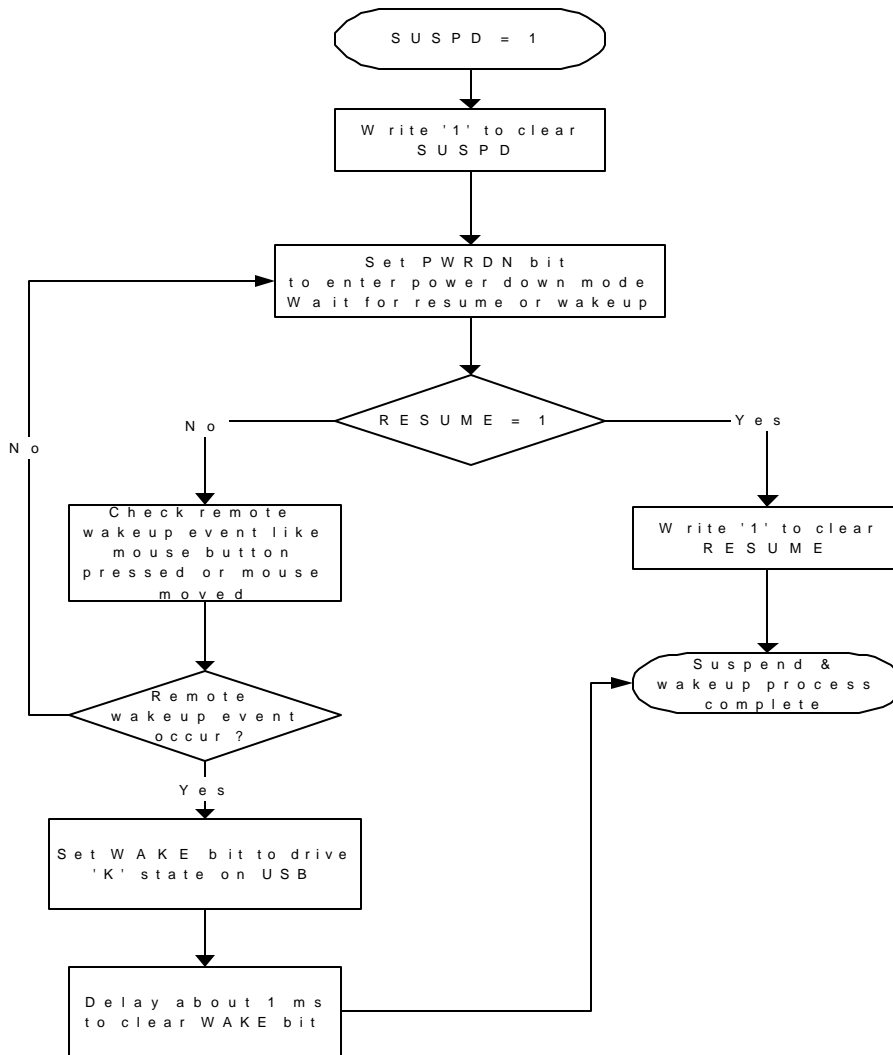 SUSPD = 1
Write '1' to clear
SUSPD
Set PWRDN bit
to enter power down mode
Wait for resume or wakeup
RESUME = 1
No
Yes
No
Check remote
wakeup event like
mouse button
pressed or mouse
moved
Write '1' to clear
RESUME
Suspend &
wakeup process
complete
Remote
wakeup event
occur ?
Yes
Set WAKE bit to drive
'K' state on USB
Delay about 1 ms
to clear WAKE bit